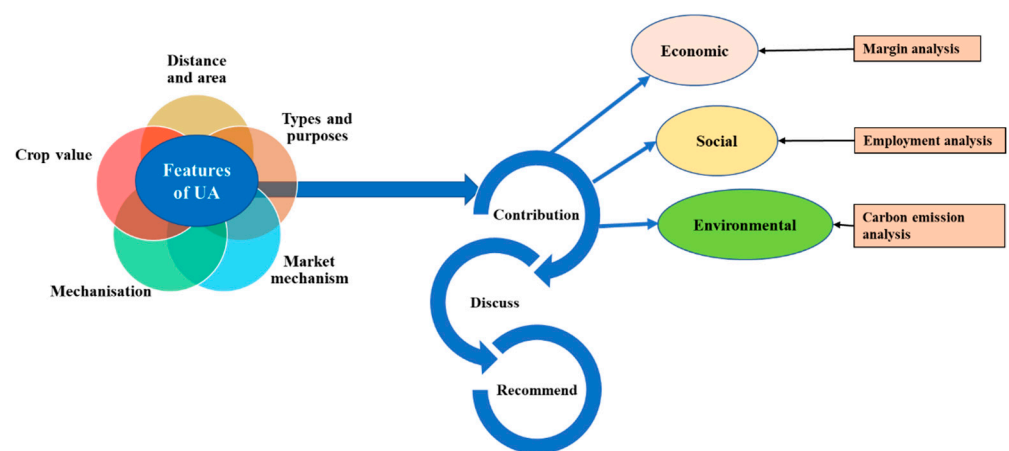 Distance
and area
Types and
purposes
Crop value
Features
of UA
Mechanisation
Market
mechanism
Contribution
Discuss
Recommend
Economic
Margin analysis
Social
Employment analysis
Environmental
Carbon emission
analysis